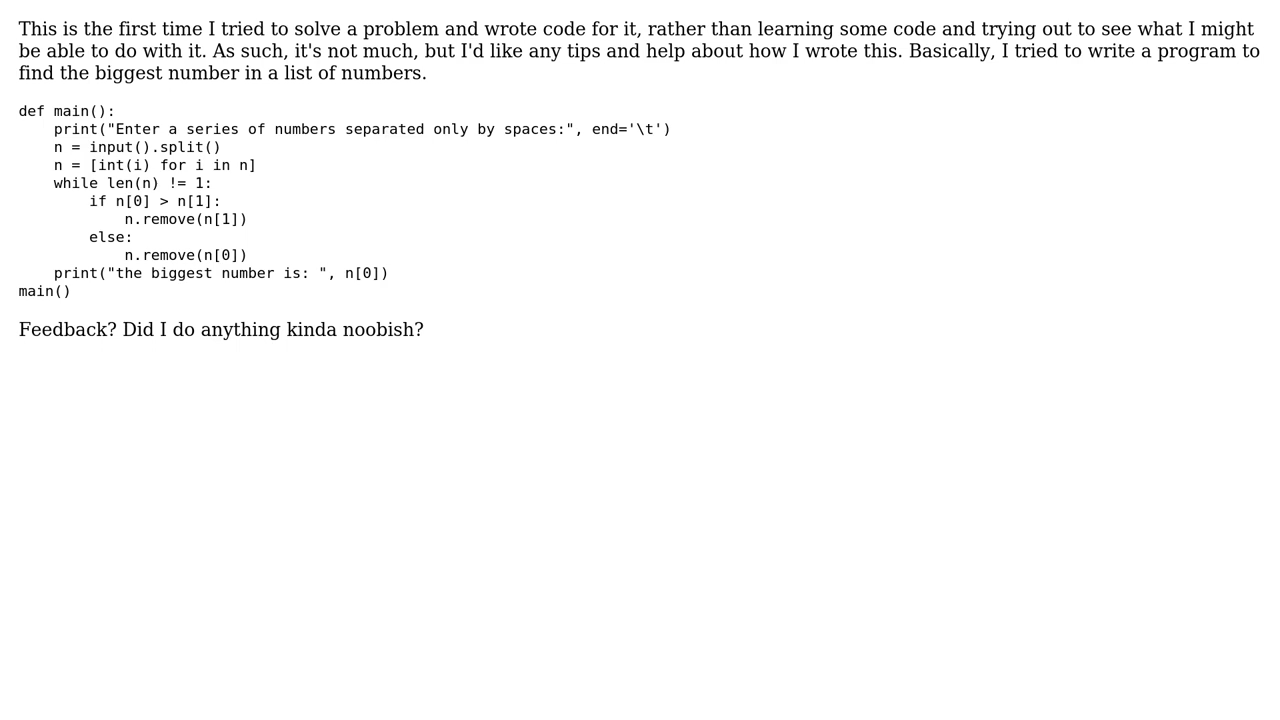 This is the first time I tried to solve a problem and wrote code for it, rather than learning some code and trying out to see what I might
be able to do with it. As such, it's not much, but I'd like any tips and help about how I wrote this. Basically, I tried to write a program to
find the biggest number in a list of numbers.
def main():
    print("Enter a series of numbers separated only by spaces:", end='\t')
    n = input().split()
    n = [int(i) for i in n]
    while len(n) != 1:
        if n[0] > n[1]:
            n.remove(n[1])
        else:
            n.remove(n[0])
    print("the biggest number is: ", n[0])
main()
Feedback? Did I do anything kinda noobish?